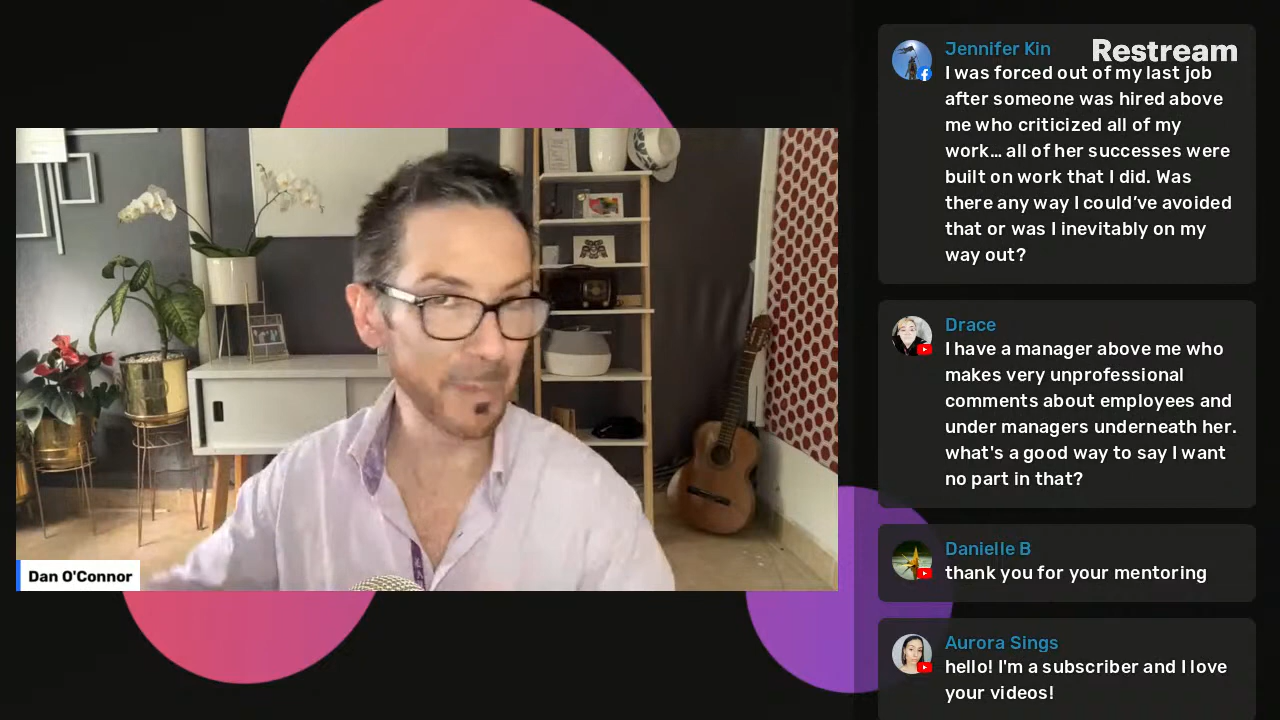 Restream
Jennifer Kin
I was forced out of my last job
after someone was hired above
me who criticized all of my
work... all of her successes were
built on work that I did. Was
there any way I could've avoided
that or was I inevitably on my
way out?
Drace
I have a manager above me who
makes very unprofessional
comments about employees and
under managers underneath her.
what's a good way to say I want
no part in that?
Danielle B
thank you for your mentoring
Aurora Sings
hello! I'm a subscriber and I love
your videos!
Dan O'Connor